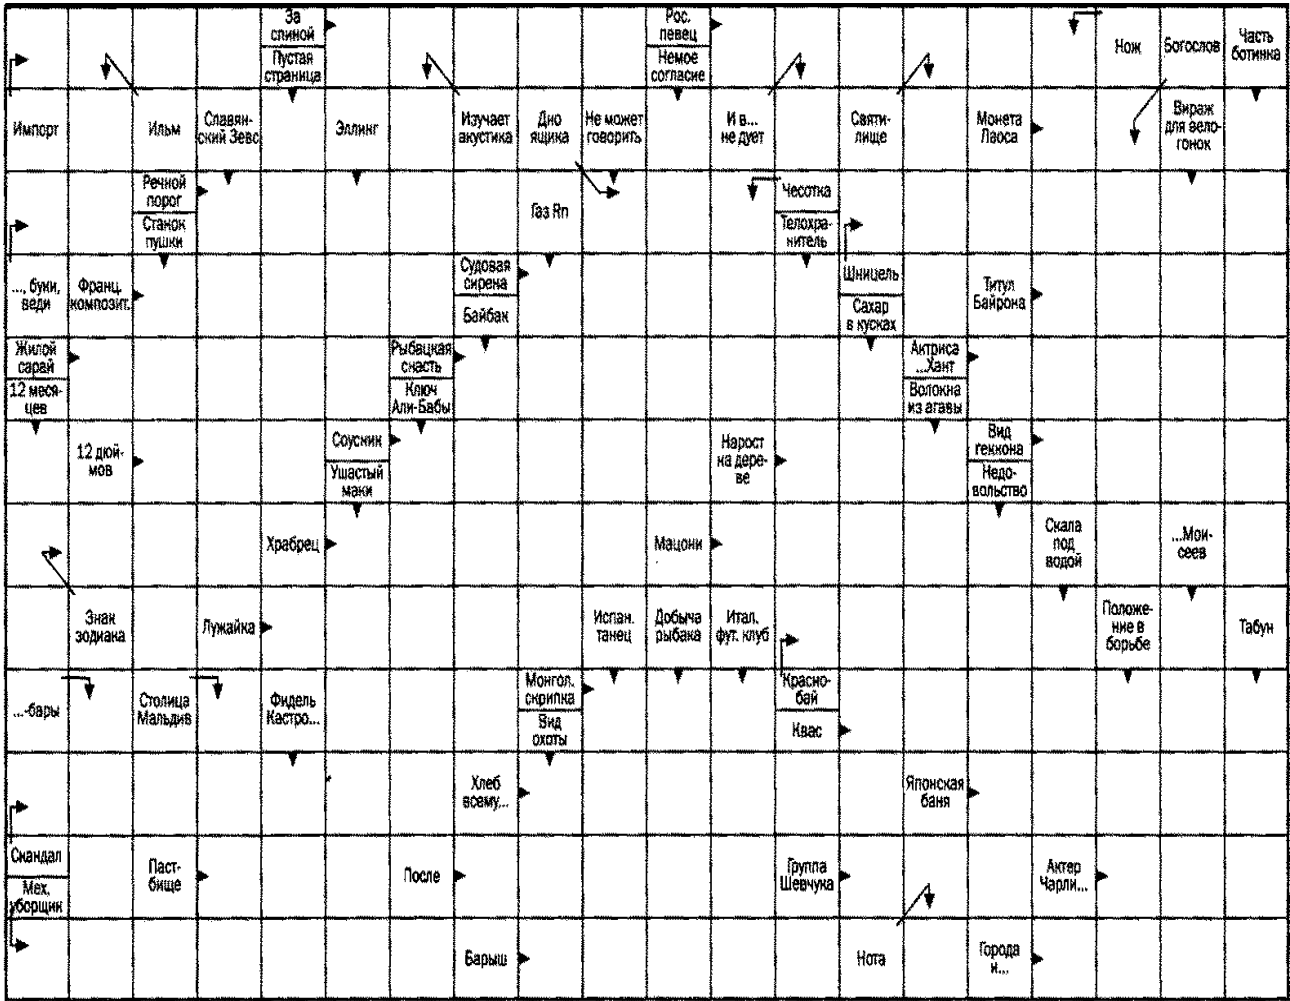 За
спиной
Пустая
страница
Рос.
певец
Немое
согласие
Нож
Богослов
Часть
ботинка
Импорт
Ильм
Славян-
ский Зевс
Эллинг
Изучает
акустика
Дно
ящика
Не может
говорить
И в...
не дует
Святи-
лище
Монета
Лаоса
Вираж
для вело-
гонок
Речной
порог
Станок
пушки
Газ Rn
Чесотка
Телохра-
нитель
..., буки,
веди
Франц.
композит.
Судовая
сирена
Байбак
Шницель
Сахар
в кусках
Титул
Байрона
Жилой
сарай
12 меся-
цев
Рыбацкая
снасть
Ключ
Али-Бабы
Актриса
...Хант
Волокна
из агавы
12 дюй-
мов
Соусник
Ушастый
маки
Нарост
на дере-
ве
Вид
геккона
Недо-
вольство
Храбрец
Мацони
Скала
под
водой
...Мои-
сеев
Знак
зодиака
Лужайка
Испан.
танец
Добыча
рыбака
Итал.
фут. клуб
Положе-
ние в
борьбе
Табун
...-бары
Столица
Мальдив
Фидель
Кастро...
Монгол.
скрипка
Вид
охоты
Красно-
бай
Квас
Хлеб
всему...
Японская
баня
Скандал
Мех.
уборщик
Паст-
бище
После
Группа
Шевчука
Актер
Чарли...
Барыш
Нота
Города
и...